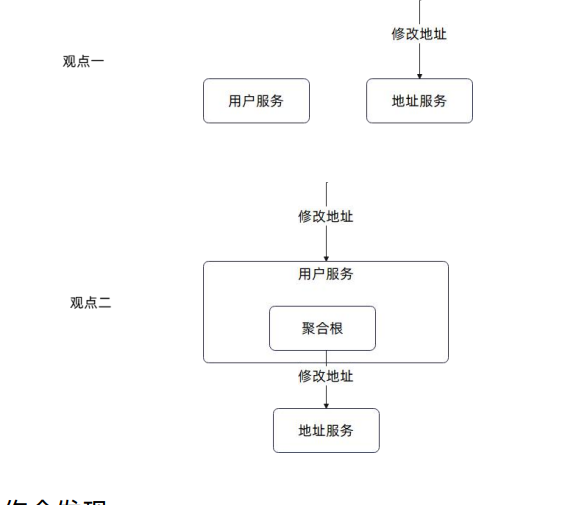 修改地址
观点一
用户服务
地址服务
修改地址
用户服务
观点二
聚合根
修改地址
地址服务